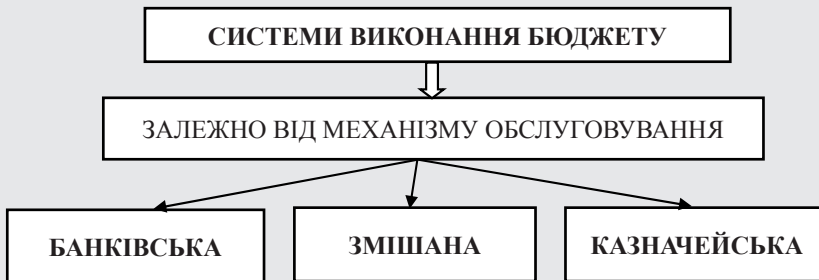 СИСТЕМИ ВИКОНАННЯ БЮДЖЕТУ
ЗАЛЕЖНО ВІД МЕХАНІЗМУ ОБСЛУГОВУВАННЯ
БАНКІВСЬКА ЗМІШАНА КАЗНАЧЕЙСЬКА